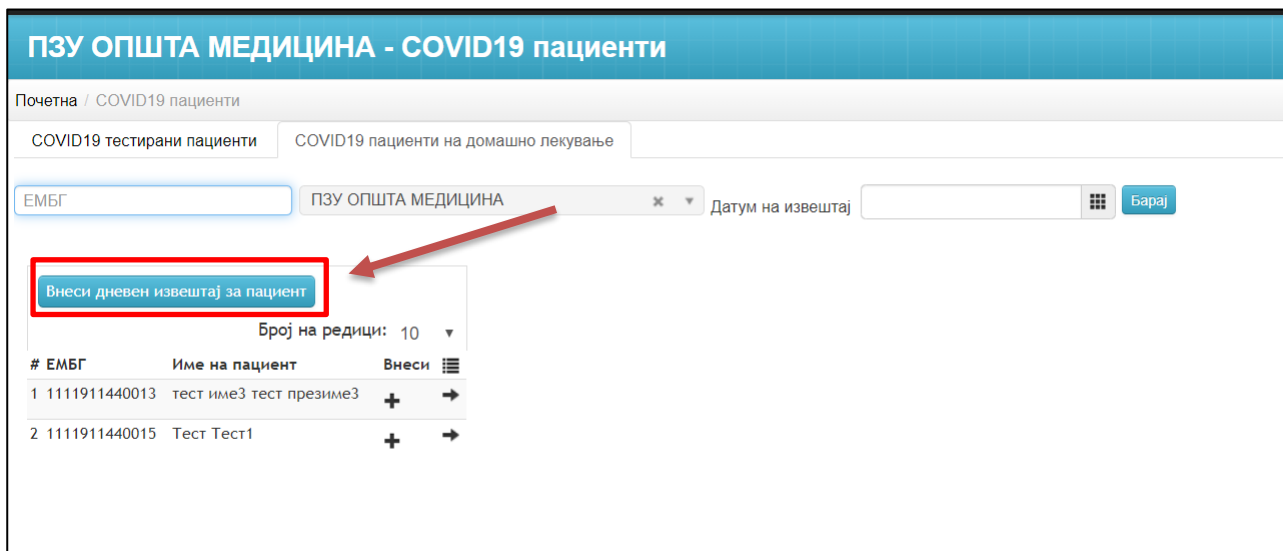 ПЗУ ОПШТА МЕДИЦИНА - COVID19 пациенти
Почетна / COVID19 пациенти
COVID19 тестирани пациенти COVID19 пациенти на домашно лекување
ЕМБГ ПЗУ ОПШТА МЕДИЦИНА Датум на извештај Барај
Внеси дневен извештај за пациент
Број на редици: 10
# ЕМБГ Име на пациент Внеси
1 1111911440013 тест име3 тест презиме3
2 1111911440015 Тест Тест1